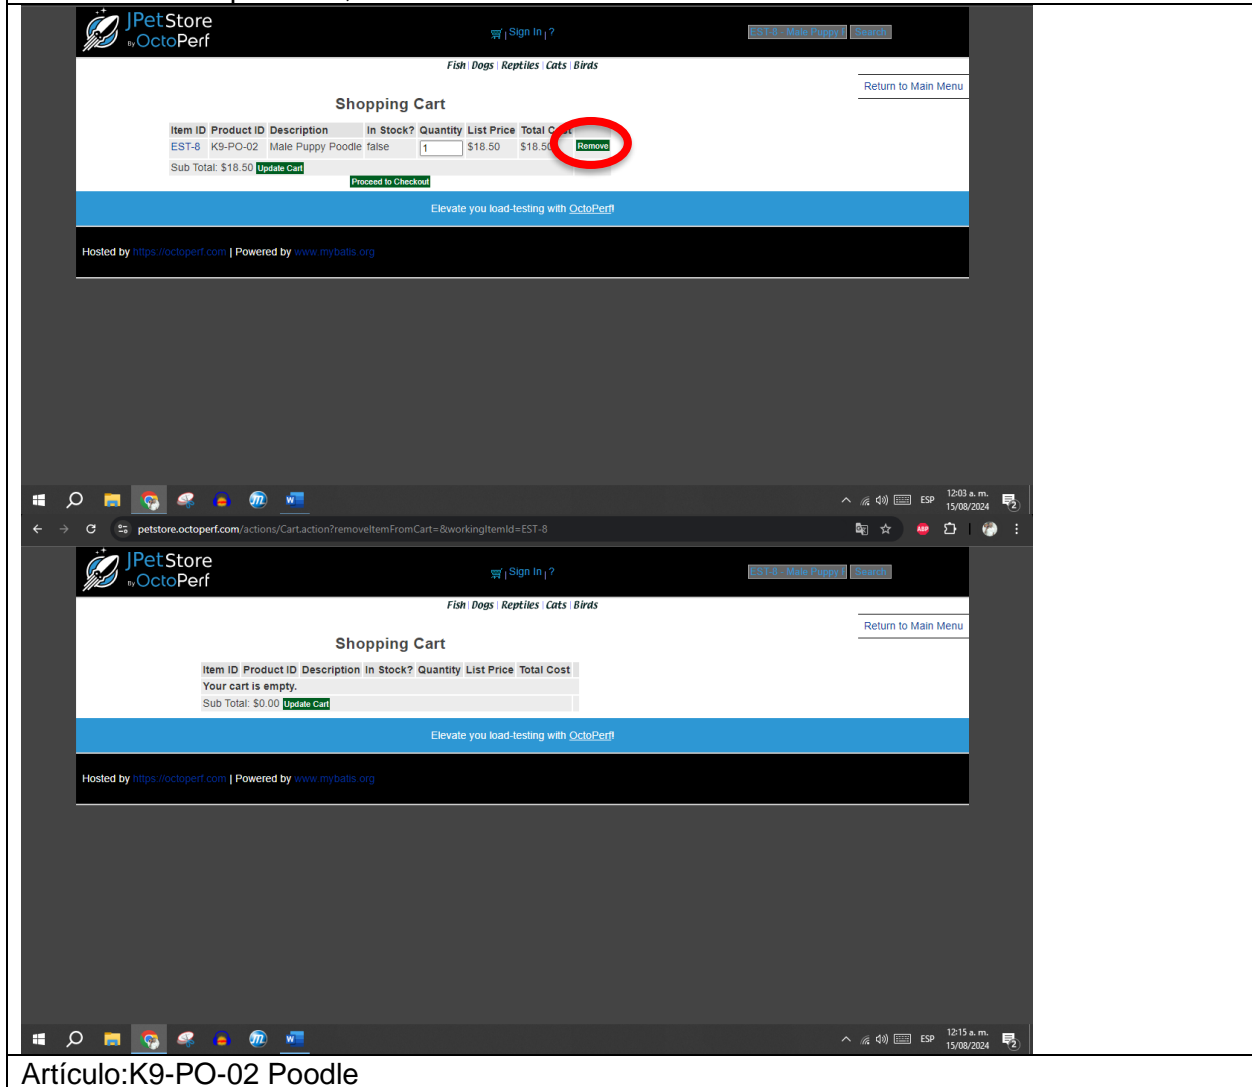 JPetStore
By OctoPerf
| Sign In | ?
EST-8 - Male Puppy Search
Fish | Dogs | Reptiles | Cats | Birds
Return to Main Menu
Shopping Cart
Item ID Product ID Description In Stock? Quantity List Price Total Cost
EST-8 K9-PO-02 Male Puppy Poodle false 1 $18.50 $18.50 Remove
Sub Total: $18.50 Update Cart
Proceed to Checkout
Elevate you load-testing with OctoPerf!
Hosted by https://octoperf.com | Powered by www.mybatis.org
ESP 12:03 a. m.
15/08/2024 2
petstore.octoperf.com/actions/Cart.action?removeItemFromCart=&workingItemId=EST-8 ABP
JPetStore
By OctoPerf
| Sign In | ?
EST-8 - Male Puppy Search
Fish | Dogs | Reptiles | Cats | Birds
Return to Main Menu
Shopping Cart
Item ID Product ID Description In Stock? Quantity List Price Total Cost
Your cart is empty.
Sub Total: $0.00 Update Cart
Elevate you load-testing with OctoPerf!
Hosted by https://octoperf.com | Powered by www.mybatis.org
ESP 12:15 a. m.
15/08/2024 2
Artículo:K9-PO-02 Poodle